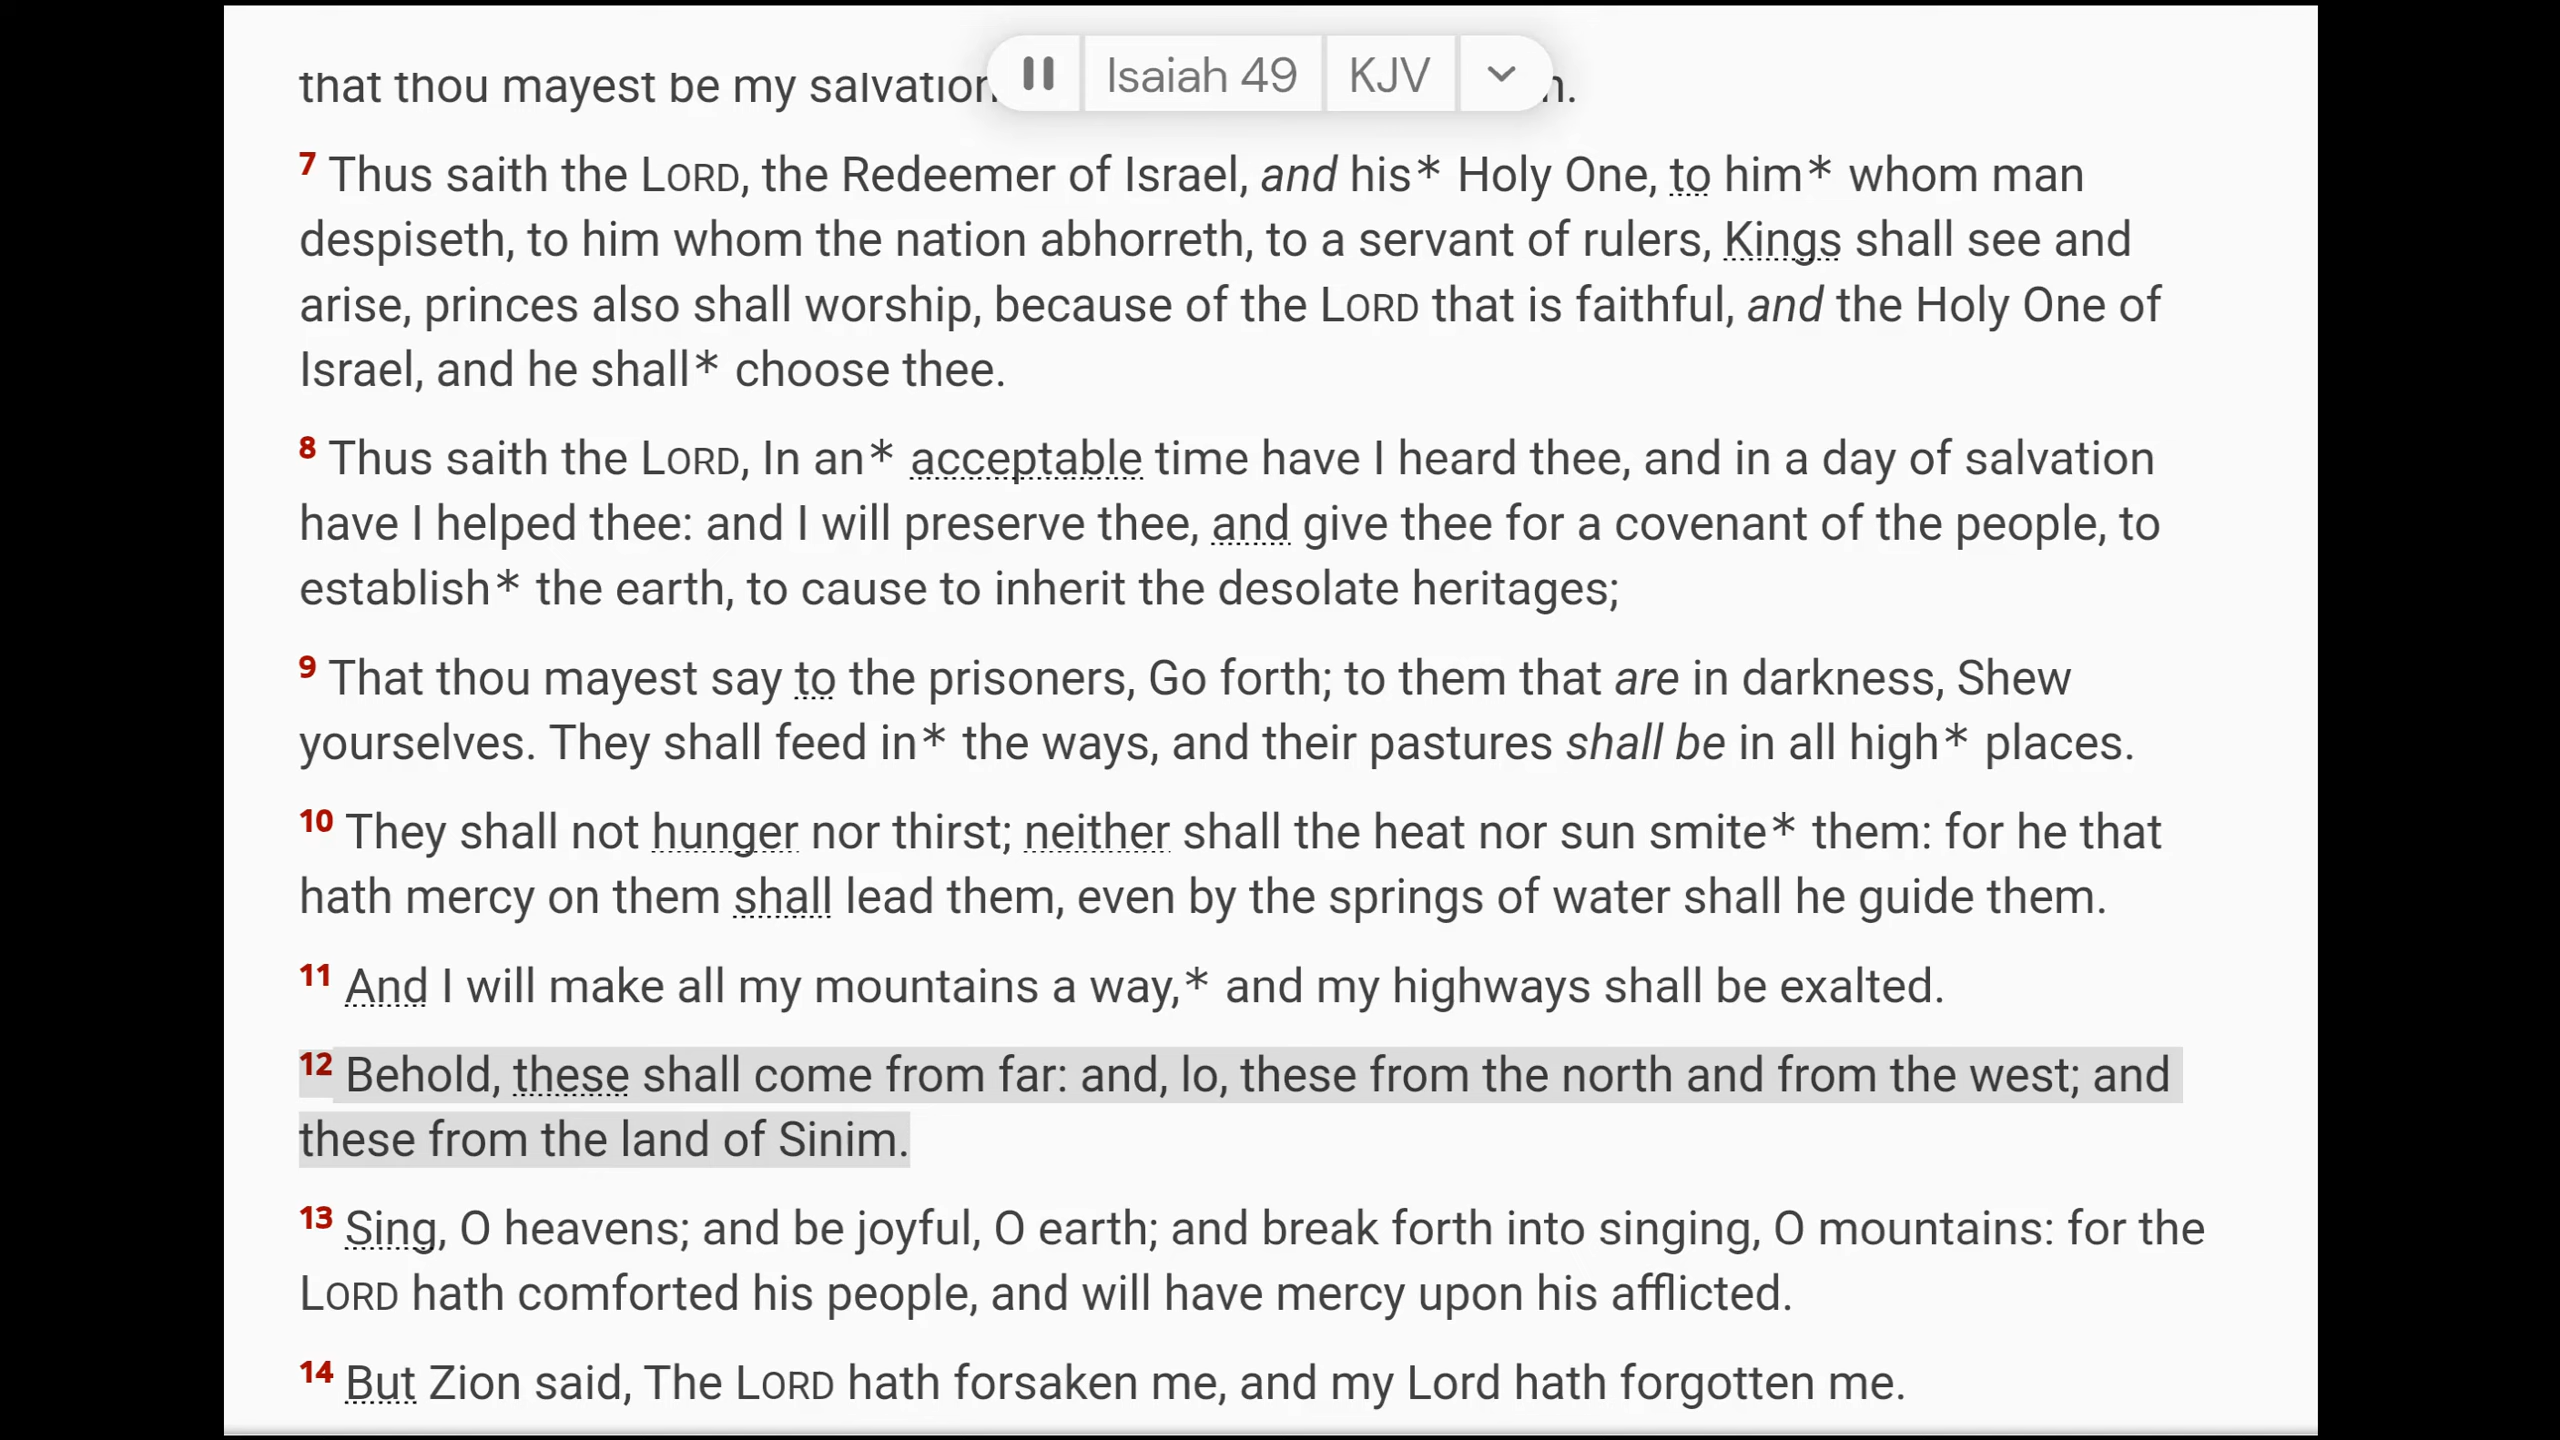 that thou mayest be my salvation
Isaiah 49 KJV
7 Thus saith the LORD, the Redeemer of Israel, and his* Holy One, to him* whom man
despiseth, to him whom the nation abhorreth, to a servant of rulers, Kings shall see and
arise, princes also shall worship, because of the LORD that is faithful, and the Holy One of
Israel, and he shall* choose thee.
8 Thus saith the LORD, In an* acceptable time have I heard thee, and in a day of salvation
have I helped thee: and I will preserve thee, and give thee for a covenant of the people, to
establish* the earth, to cause to inherit the desolate heritages;
9 That thou mayest say to the prisoners, Go forth; to them that are in darkness, Shew
yourselves. They shall feed in* the ways, and their pastures shall be in all high* places.
10 They shall not hunger nor thirst; neither shall the heat nor sun smite* them: for he that
hath mercy on them shall lead them, even by the springs of water shall he guide them.
11 And I will make all my mountains a way,* and my highways shall be exalted.
12 Behold, these shall come from far: and, lo, these from the north and from the west; and
these from the land of Sinim.
13 Sing, O heavens; and be joyful, O earth; and break forth into singing, O mountains: for the
LORD hath comforted his people, and will have mercy upon his afflicted.
14 But Zion said, The LORD hath forsaken me, and my Lord hath forgotten me.